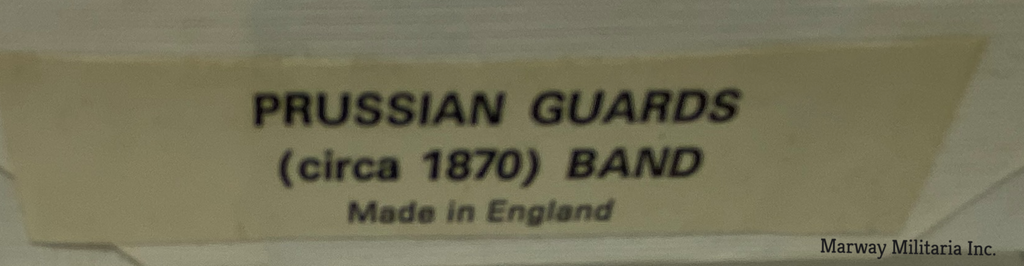 PRUSSIAN GUARDS
(circa 1870) BAND
Made in England
Marway Militaria Inc.